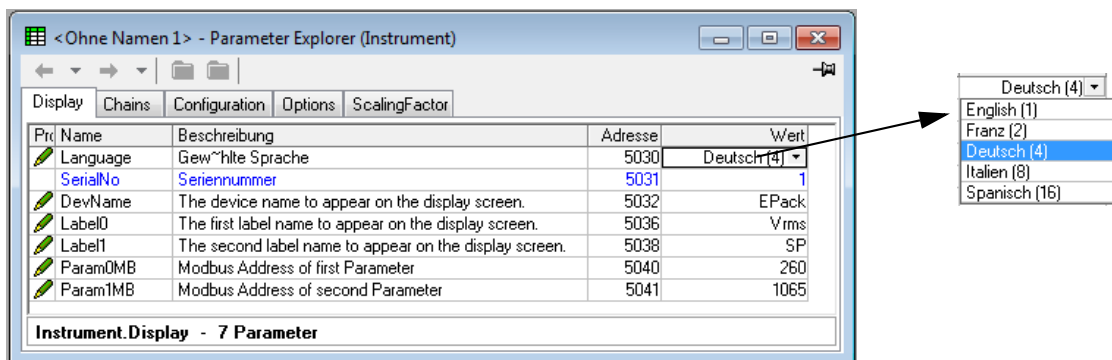 <Ohne Namen 1> - Parameter Explorer (Instrument)
Display Chains Configuration Options ScalingFactor
Pro Name Beschreibung Adresse Wert
Language Gew~hlte Sprache 5030 Deutsch (4)
SerialNo Seriennummer 5031 1
DevName The device name to appear on the display screen. 5032 EPack
Label0 The first label name to appear on the display screen. 5036 Vrms
Label1 The second label name to appear on the display screen. 5038 SP
Param0MB Modbus Address of first Parameter 5040 260
Param1MB Modbus Address of second Parameter 5041 1065
Instrument.Display - 7 Parameter
Deutsch (4)
English (1)
Franz (2)
Deutsch (4)
Italien (8)
Spanisch (16)